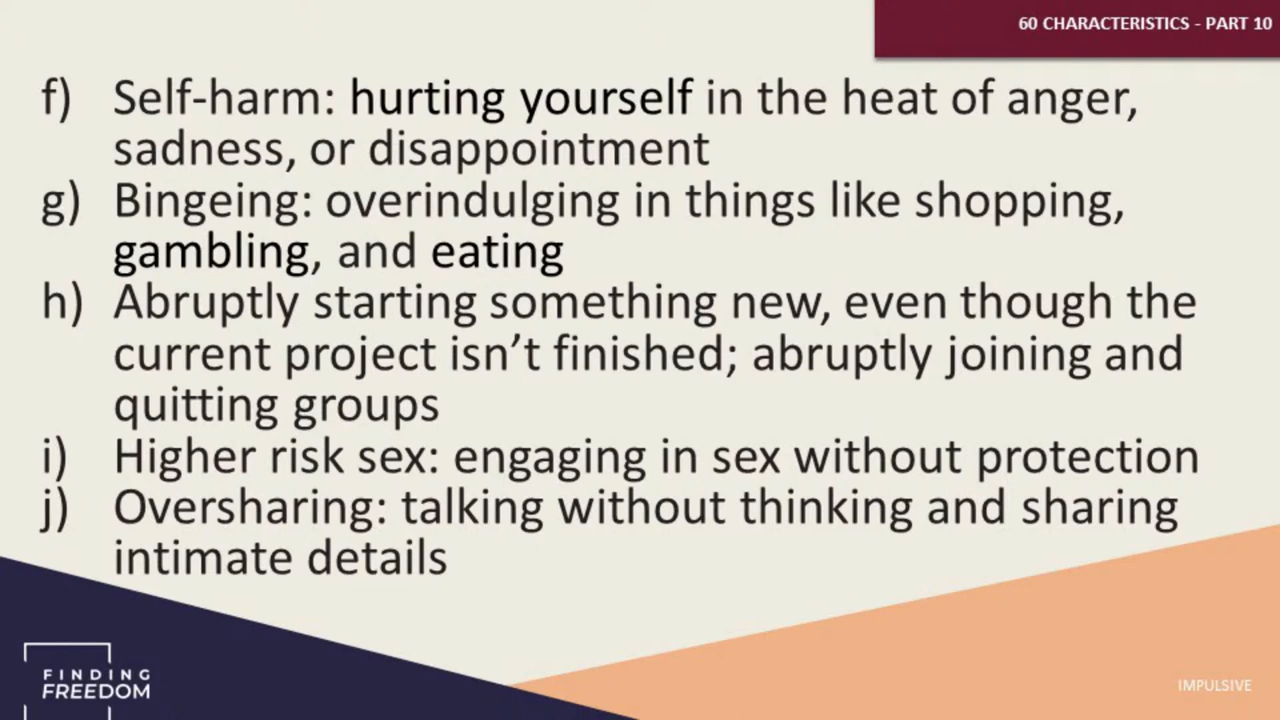 60 CHARACTERISTICS - PART 10
f) Self-harm: hurting yourself in the heat of anger,
sadness, or disappointment
g) Bingeing: overindulging in things like shopping,
gambling, and eating
h) Abruptly starting something new, even though the
current project isn’t finished; abruptly joining and
quitting groups
i) Higher risk sex: engaging in sex without protection
j) Oversharing: talking without thinking and sharing
intimate details
FINDING
FREEDOM
IMPULSIVE